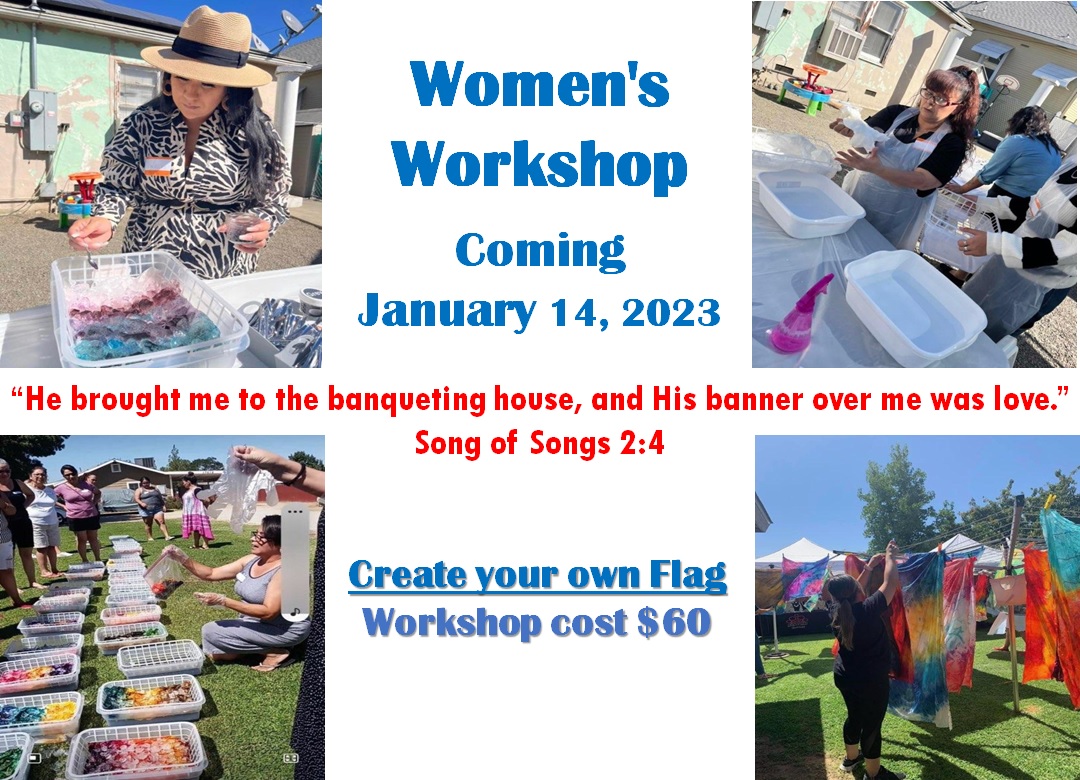 Women's
Workshop
Coming
January 14, 2023
“He brought me to the banqueting house, and His banner over me was love.”
Song of Songs 2:4
Create your own Flag
Workshop cost $60